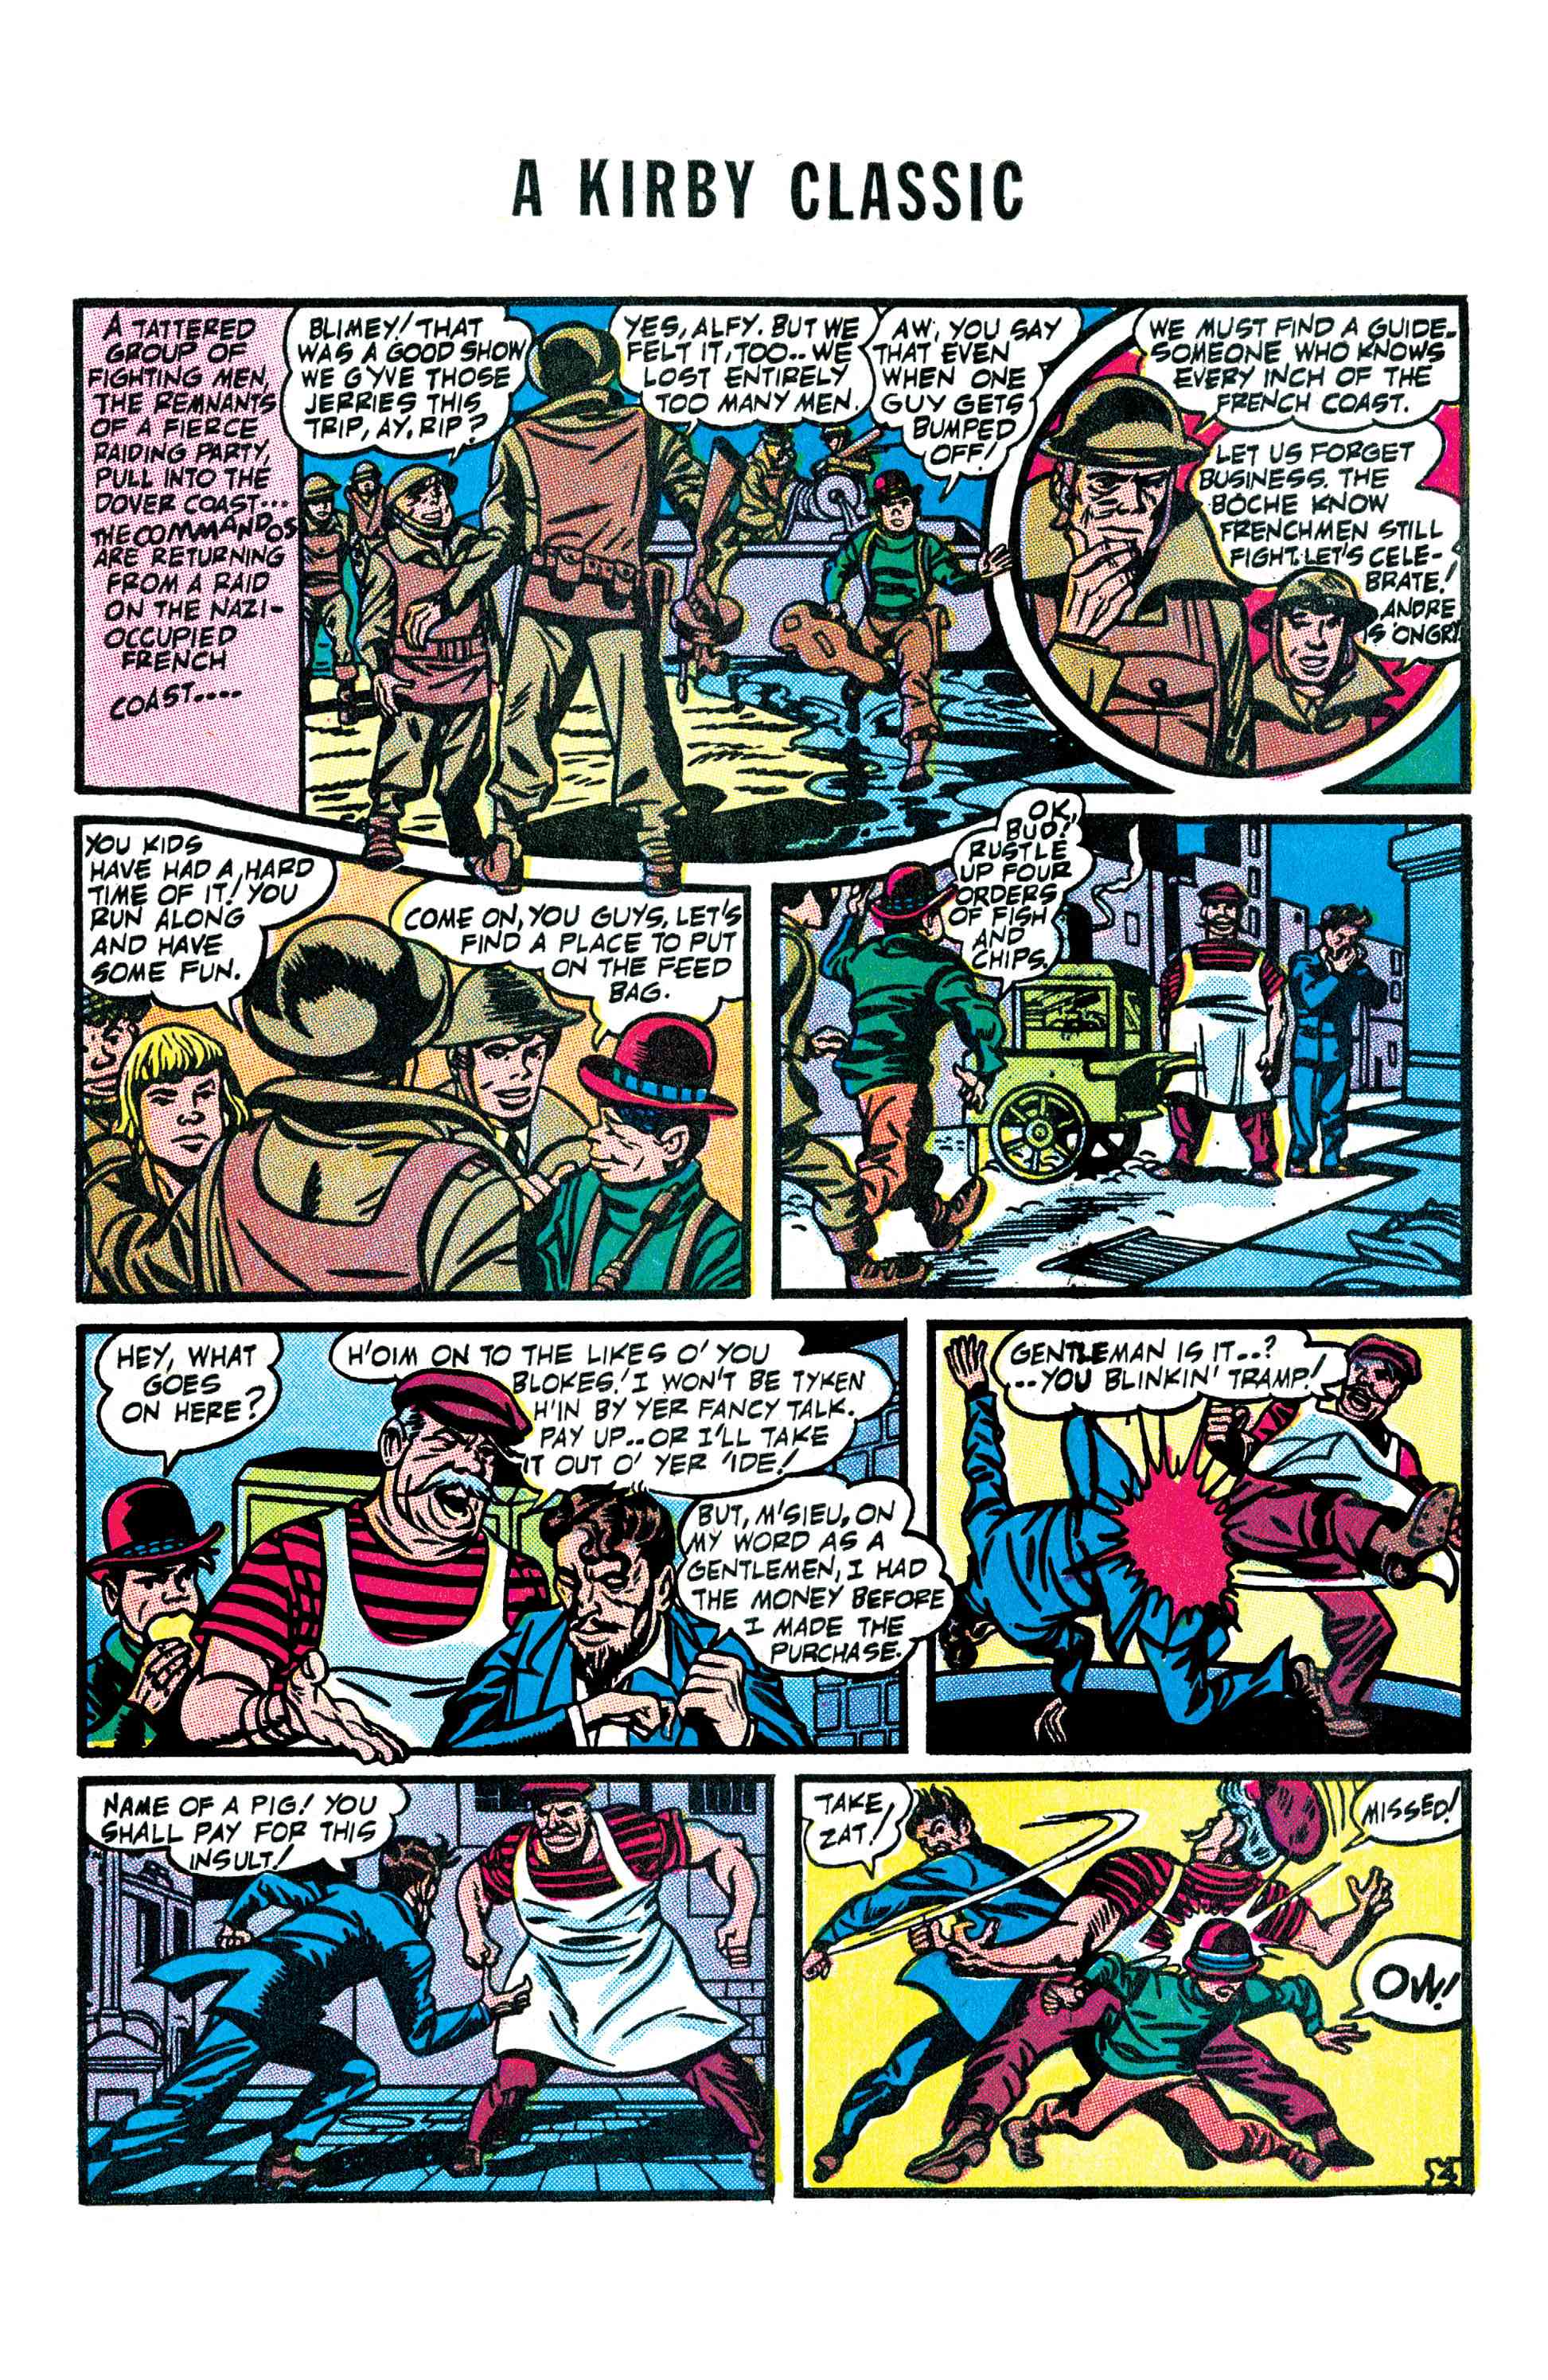 A KIRBY CLASSIC
A TATTERED
GROUP OF
FIGHTING MEN,
THE REMNANTS
OF A FIERCE
RAIDING PARTY,
PULL INTO THE
DOVER COAST...
THE COMMANDOS
ARE RETURNING
FROM A RAID
ON THE NAZI-
OCCUPIED
FRENCH
COAST.....
BLIMEY! THAT
WAS A GOOD SHOW
WE GYVE THOSE
JERRIES THIS
TRIP, AY, RIP?
YES, ALFY. BUT WE
FELT IT, TOO.. WE
LOST ENTIRELY
TOO MANY MEN.
AW, YOU SAY
THAT EVEN
WHEN ONE
GUY GETS
BUMPED
OFF!
WE MUST FIND A GUIDE-
SOMEONE WHO KNOWS
EVERY INCH OF THE
FRENCH COAST.
LET US FORGET
BUSINESS. THE
BOCHE KNOW
FRENCHMEN STILL
FIGHT. LET'S CELE-
BRATE!
ANDRE
IS 'ONGRY!
YOU KIDS
HAVE HAD A HARD
TIME OF IT! YOU
RUN ALONG
AND HAVE
SOME FUN.
COME ON, YOU GUYS, LET'S
FIND A PLACE TO PUT
ON THE FEED
BAG.
OK,
BUD!
RUSTLE
UP FOUR
ORDERS
OF FISH
AND
CHIPS.
HEY, WHAT
GOES
ON HERE?
H'OIM ON TO THE LIKES O' YOU
BLOKES! I WON'T BE TYKEN
H'IN BY YER FANCY TALK.
PAY UP..OR I'LL TAKE
IT OUT O' YER 'IDE!
BUT, M'SIEU, ON
MY WORD AS A
GENTLEMEN, I HAD
THE MONEY BEFORE
I MADE THE
PURCHASE.
GENTLEMAN IS IT..?
...YOU BLINKIN' TRAMP!
NAME OF A PIG! YOU
SHALL PAY FOR THIS
INSULT!
TAKE
ZAT!
MISSED!
OW!
54